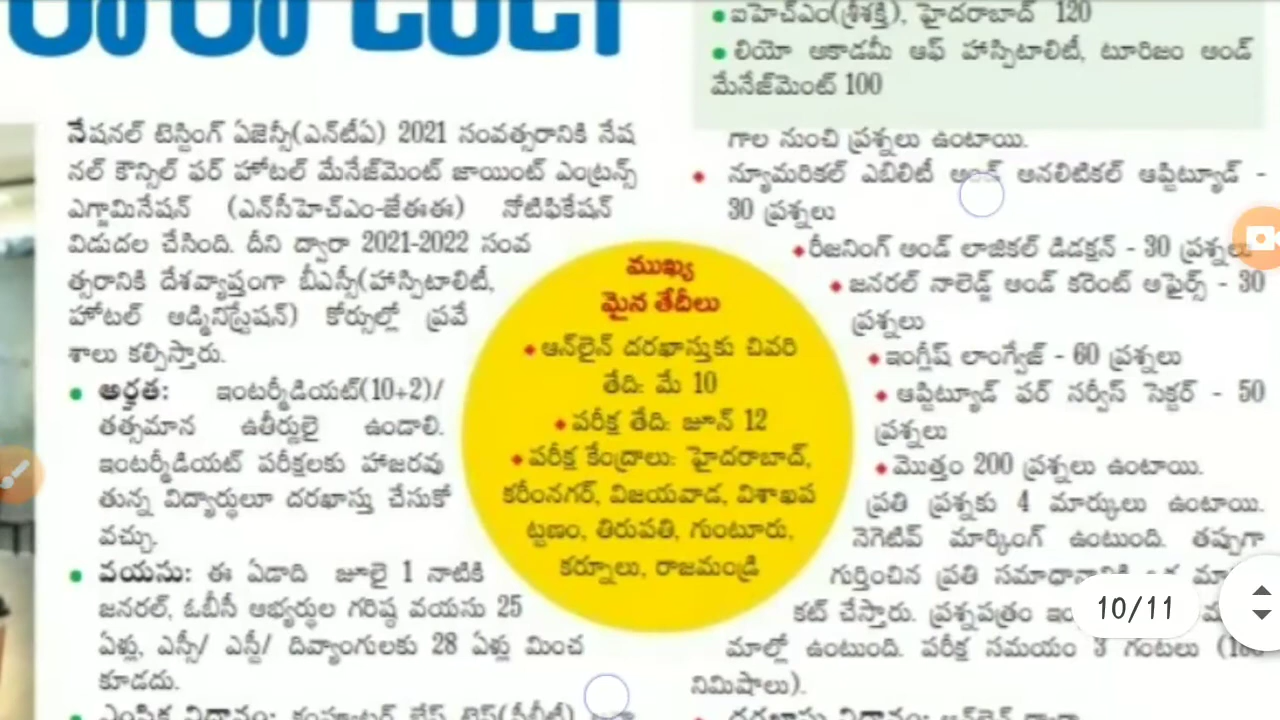 నేషనల్ టెస్టింగ్ ఏజెన్సీ(ఎన్‌టీఏ) 2021 సంవత్సరానికి నేష
నల్ కౌన్సిల్ ఫర్ హోటల్ మేనేజ్‌మెంట్ జాయింట్ ఎంట్రన్స్
ఎగ్జామినేషన్ (ఎన్‌సీహెచ్ఎం-జేఈఈ) నోటిఫికేషన్
విడుదల చేసింది. దీని ద్వారా 2021-2022 సంవ
త్సరానికి దేశవ్యాప్తంగా బీఎస్సీ(హాస్పిటాలిటీ,
హోటల్ ఆడ్మినిస్ట్రేషన్) కోర్సుల్లో ప్రవే
శాలు కల్పిస్తారు.
• అర్హత: ఇంటర్మీడియట్(10+2)/
తత్సమాన ఉతీర్ణులై ఉండాలి.
ఇంటర్మీడియట్ పరీక్షలకు హాజరవు
తున్న విద్యార్థులూ దరఖాస్తు చేసుకో
వచ్చు.
• వయసు: ఈ ఏడాది జూలై 1 నాటికి
జనరల్, ఓబీసీ ఆభ్యర్థుల గరిష్ఠ వయసు 25
ఏళ్లు, ఎస్సీ/ ఎస్టీ/ దివ్యాంగులకు 28 ఏళ్లు మించ
కూడదు.
ముఖ్య
మైన తేదీలు
♦ ఆన్‌లైన్ దరఖాస్తుకు చివరి
తేది: మే 10
♦ పరీక్ష తేది: జూన్ 12
♦ పరీక్ష కేంద్రాలు: హైదరాబాద్,
కరీంనగర్, విజయవాడ, విశాఖప
ట్టణం, తిరుపతి, గుంటూరు,
కర్నూలు, రాజమండ్రి
• ఐహెచ్ఎం(శ్రీశక్తి), హైదరాబాద్ 120
• లియో ఆకాడమీ ఆఫ్ హాస్పిటాలిటీ, టూరిజం అండ్
మేనేజ్‌మెంట్ 100
గాల నుంచి ప్రశ్నలు ఉంటాయి.
♦ న్యూమరికల్ ఎబిలిటీ అండ్ అనలిటికల్ ఆప్టిట్యూడ్ -
30 ప్రశ్నలు
♦ రీజనింగ్ అండ్ లాజికల్ డిడక్షన్ - 30 ప్రశ్నలు
♦ జనరల్ నాలెడ్జ్ అండ్ కరెంట్ అఫైర్స్ - 30
ప్రశ్నలు
♦ ఇంగ్లీష్ లాంగ్వేజ్ - 60 ప్రశ్నలు
♦ ఆప్టిట్యూడ్ ఫర్ సర్వీస్ సెక్టర్ - 50
ప్రశ్నలు
♦ మొత్తం 200 ప్రశ్నలు ఉంటాయి.
ప్రతి ప్రశ్నకు 4 మార్కులు ఉంటాయి.
నెగెటివ్ మార్కింగ్ ఉంటుంది. తప్పుగా
గుర్తించిన ప్రతి సమాధానానికి
కట్ చేస్తారు. ప్రశ్నపత్రం
మాల్లో ఉంటుంది. పరీక్ష సమయం 3 గంటలు
నిమిషాలు).
10/11